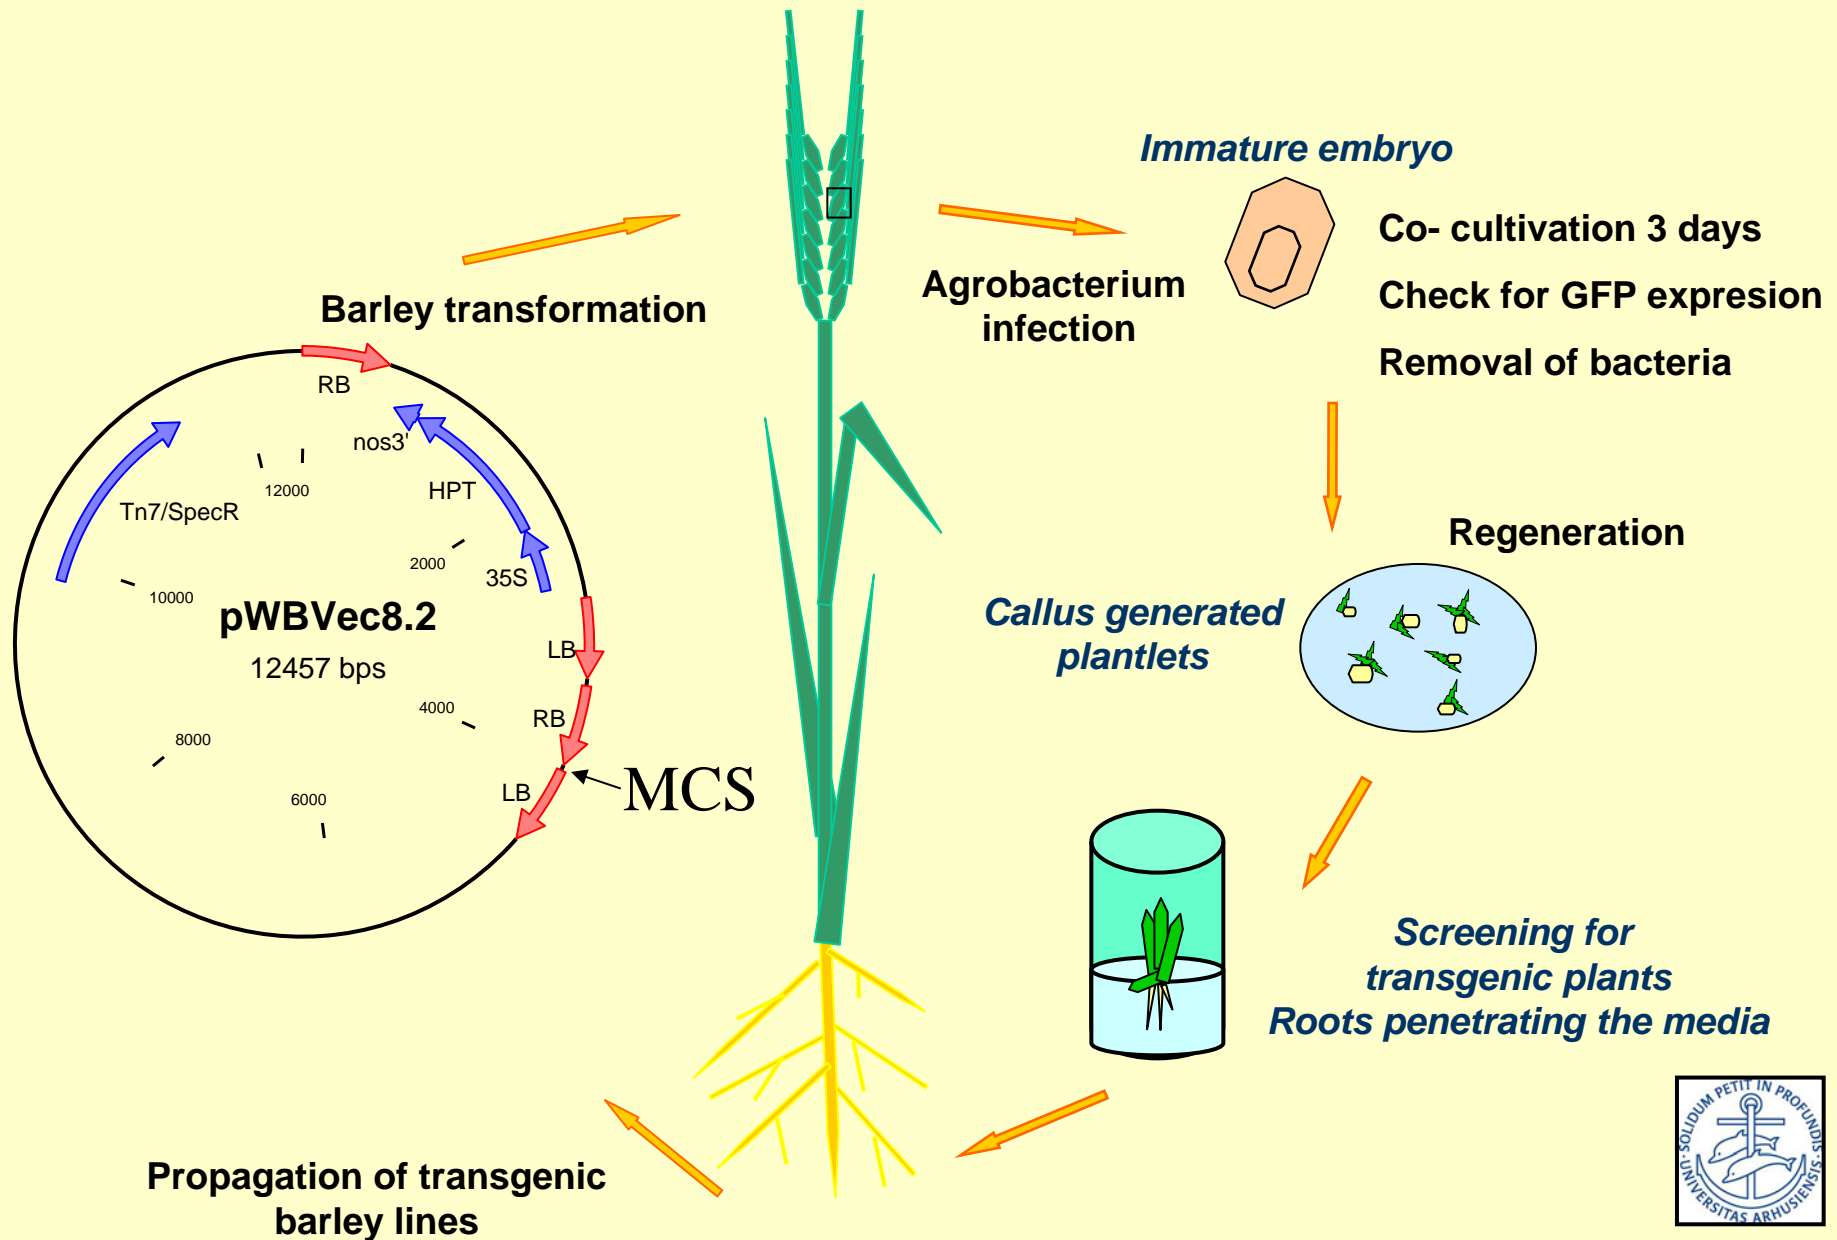 Immature embryo
Co- cultivation 3 days
Check for GFP expresion
Removal of bacteria
Agrobacterium
infection
Barley transformation
RB
nos3'
HPT
Tn7/SpecR
12000
2000
35S
10000
pWBVec8.2
12457 bps
LB
RB
4000
8000
LB
MCS
6000
Regeneration
Callus generated
plantlets
Screening for
transgenic plants
Roots penetrating the media
Propagation of transgenic
barley lines
SOLIDUM PETIT IN PROFUNDIS
UNIVERSITAS ARHUSIENSIS